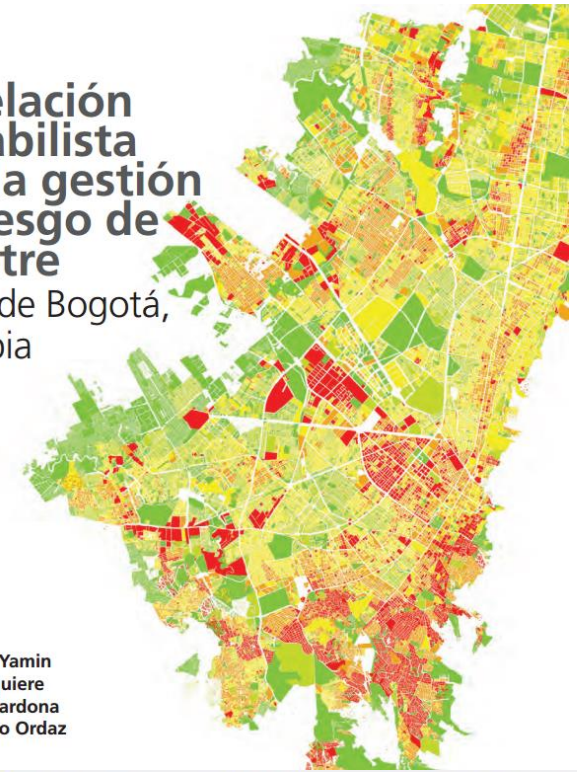 elación
abilista
a gestión
esgo de
tre
de Bogotá,
bia
Yamin
uiere
ardona
o Ordaz